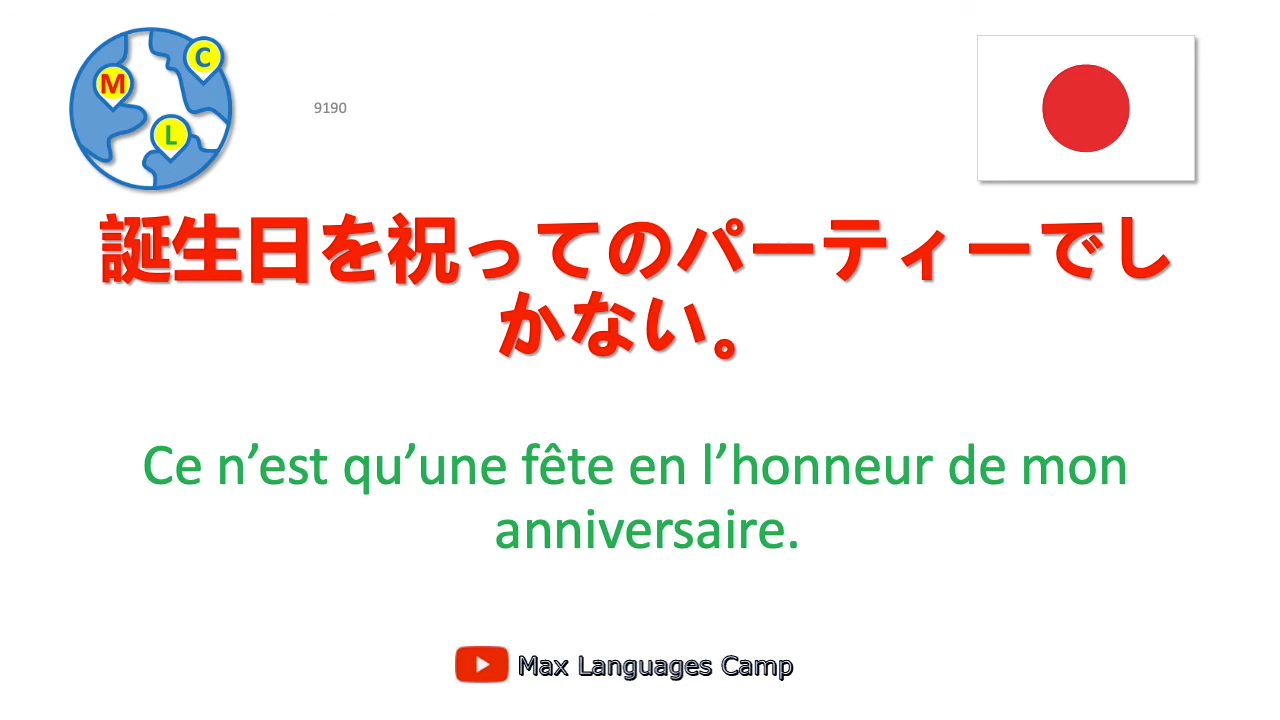 C
M
L
9190
誕生日を祝ってのパーティーでし
かない。
Ce n’est qu’une fête en l’honneur de mon
anniversaire.
Max Languages Camp